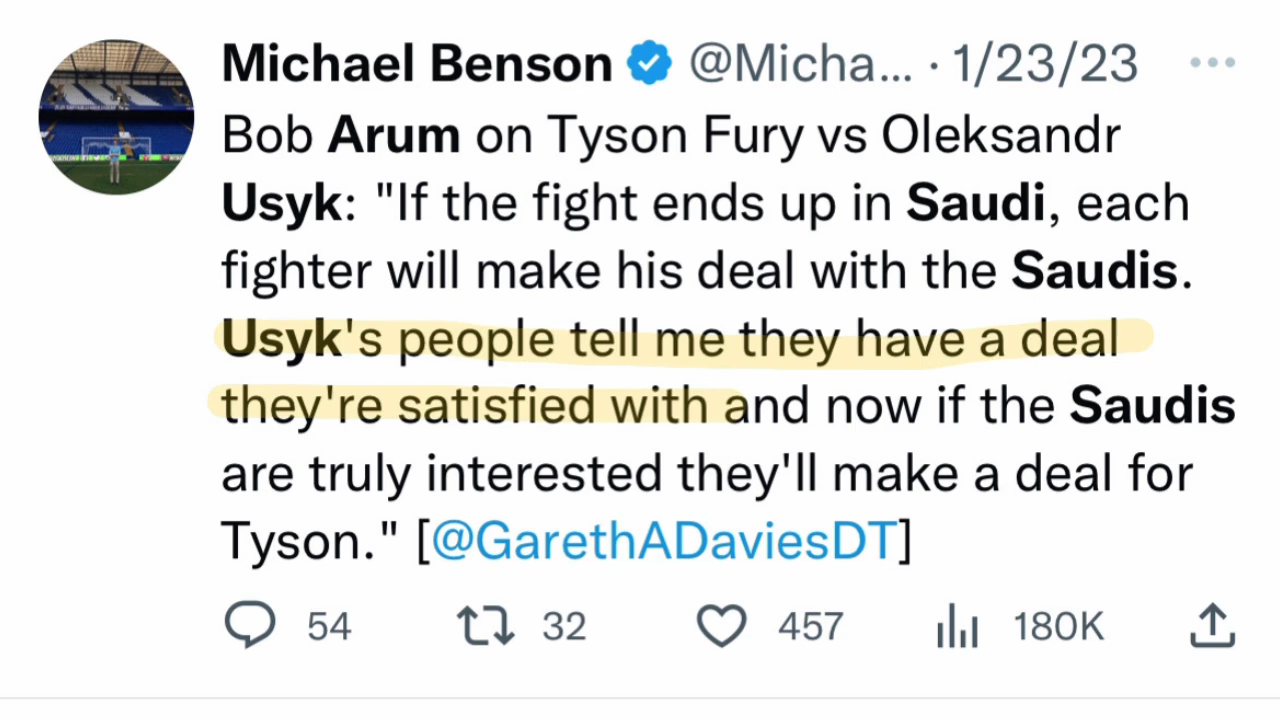 Michael Benson @Micha... · 1/23/23 ...
Bob Arum on Tyson Fury vs Oleksandr
Usyk: "If the fight ends up in Saudi, each
fighter will make his deal with the Saudis.
Usyk's people tell me they have a deal
they're satisfied with and now if the Saudis
are truly interested they'll make a deal for
Tyson." [@GarethADaviesDT]
54 32 457 180K